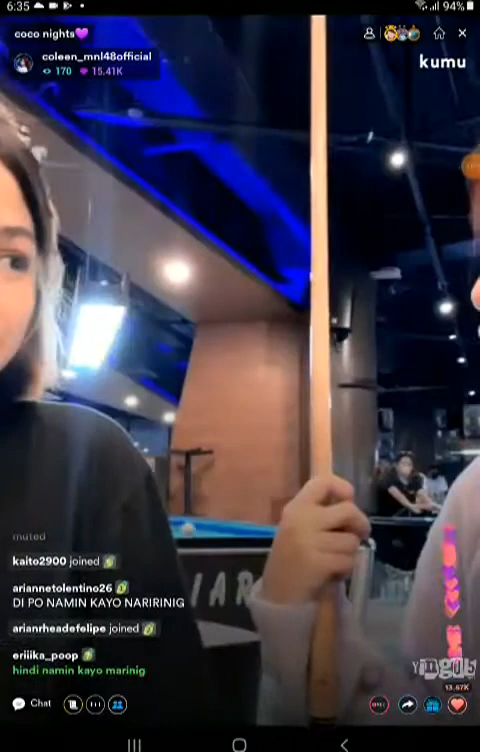 6:35
94%
coco nights
coleen_mnl48official
170 15.41K
kumu
muted
kaito2900 joined
ariannetolentino26
DI PO NAMIN KAYO NARIRINIG
arianrheadefelipe joined
eriiika_poop
hindi namin kayo marinig
13.67K
Chat